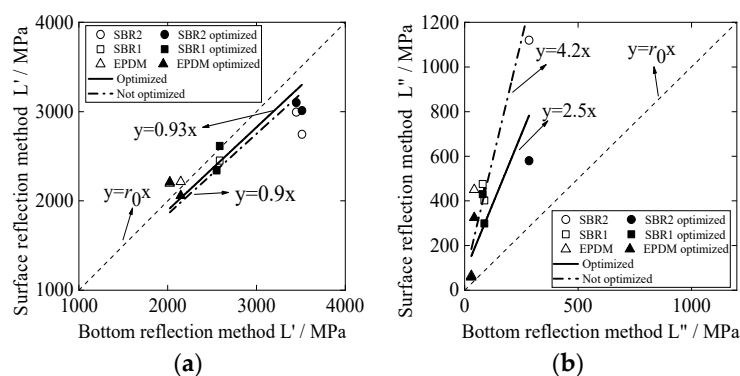 4000
3000
2000
1000
Surface reflection method L' / MPa
SBR2 SBR2 optimized
SBR1 SBR1 optimized
EPDM EPDM optimized
Optimized
Not optimized
y=0.93x
y=r0x
y=0.9x
1000 2000 3000 4000
Bottom reflection method L' / MPa
(a)
1200
1000
800
600
400
200
0
Surface reflection method L" / MPa
y=r0x
y=4.2x
y=2.5x
SBR2 SBR2 optimized
SBR1 SBR1 optimized
EPDM EPDM optimized
Optimized
Not optimized
0 500 1000
Bottom reflection method L" / MPa
(b)